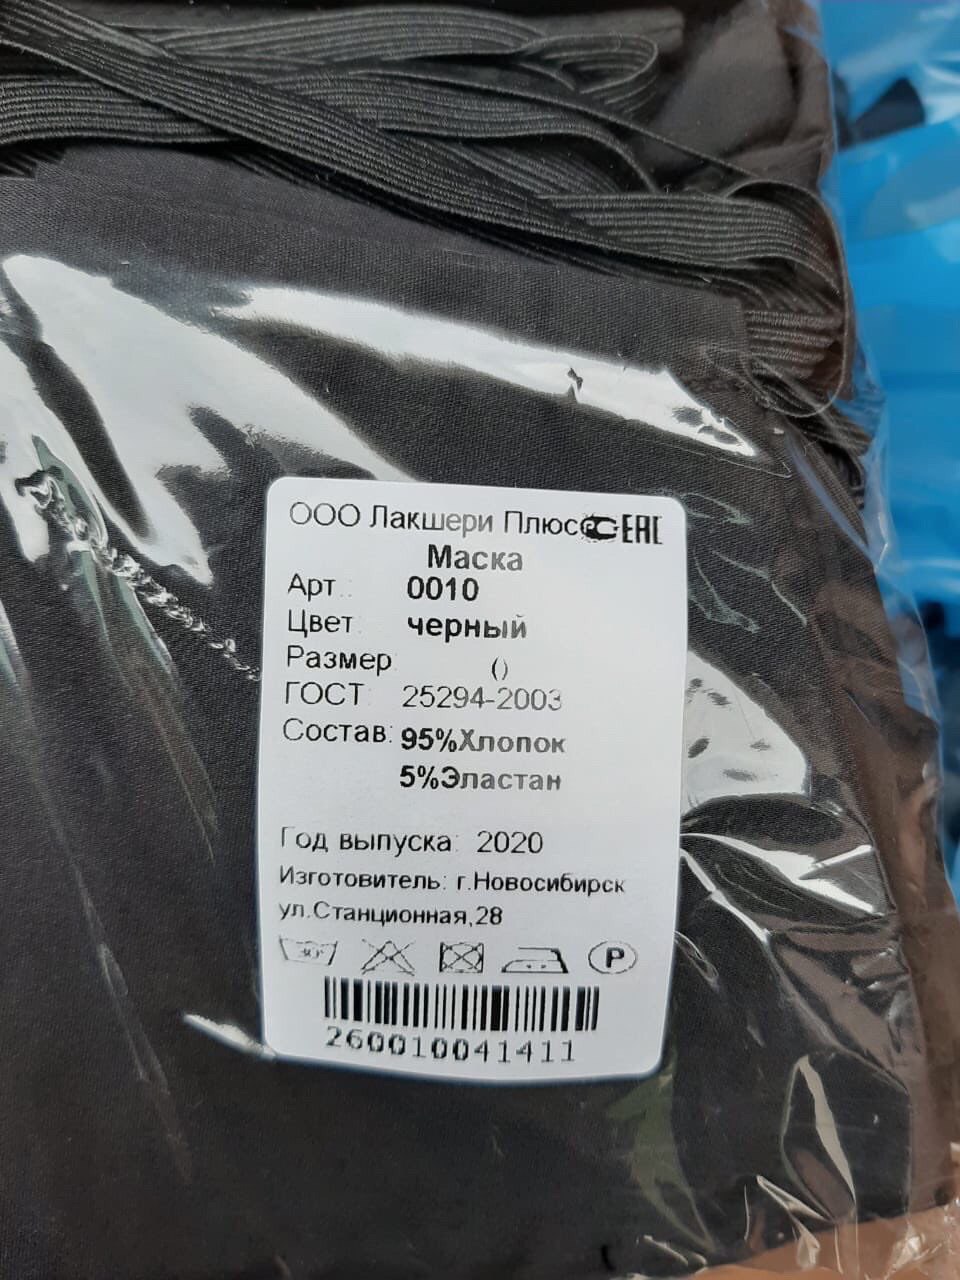 ООО Лакшери Плюс EAC
Маска
Арт.: 0010
Цвет: черный
Размер: ()
ГОСТ: 25294-2003
Состав: 95%Хлопок
5%Эластан
Год выпуска: 2020
Изготовитель: г.Новосибирск
ул.Станционная,28
30°
P
260010041411